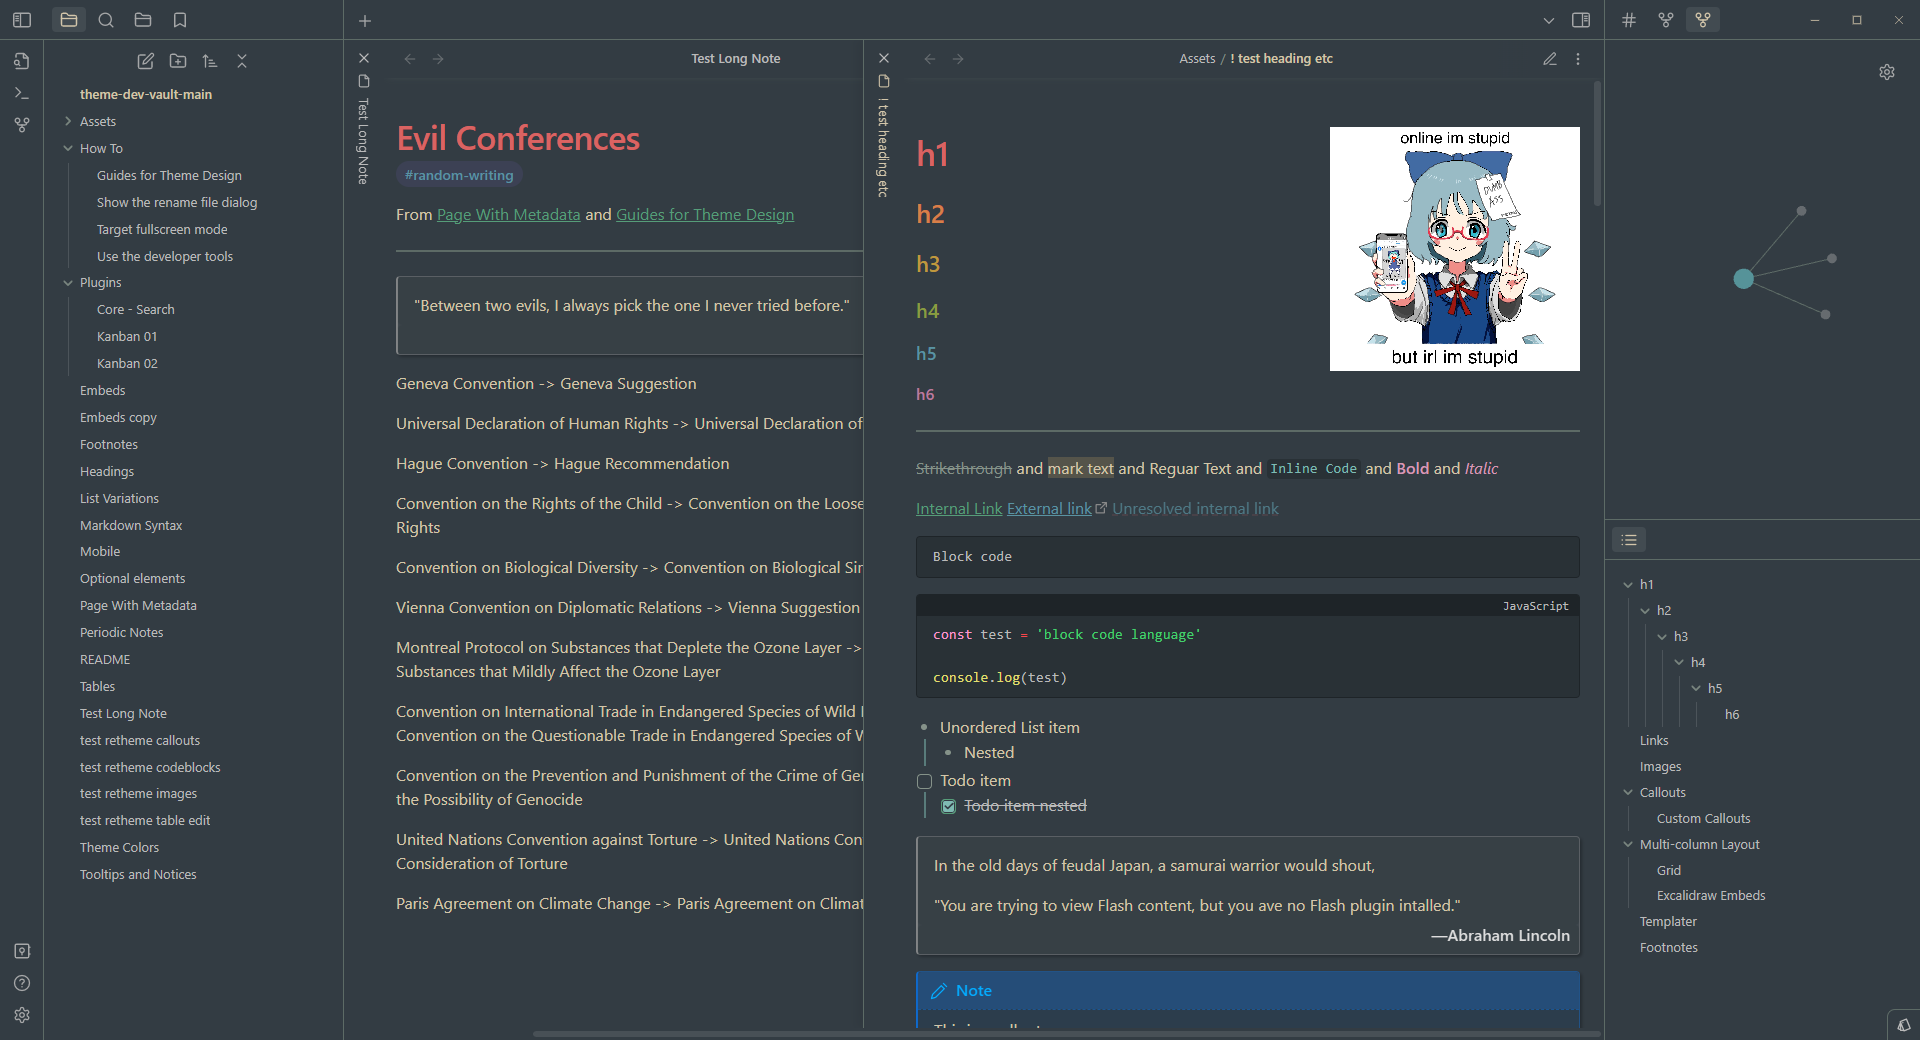 theme-dev-vault-main
Assets
How To
Guides for Theme Design
Show the rename file dialog
Target fullscreen mode
Use the developer tools
Plugins
Core - Search
Kanban 01
Kanban 02
Embeds
Embeds copy
Footnotes
Headings
List Variations
Markdown Syntax
Mobile
Optional elements
Page With Metadata
Periodic Notes
README
Tables
Test Long Note
test retheme callouts
test retheme codeblocks
test retheme images
test retheme table edit
Theme Colors
Tooltips and Notices
Test Long Note
Test Long Note
Evil Conferences
#random-writing
From Page With Metadata and Guides for Theme Design
"Between two evils, I always pick the one I never tried before."
Geneva Convention -> Geneva Suggestion
Universal Declaration of Human Rights -> Universal Declaration of
Hague Convention -> Hague Recommendation
Convention on the Rights of the Child -> Convention on the Loose
Rights
Convention on Biological Diversity -> Convention on Biological Sir
Vienna Convention on Diplomatic Relations -> Vienna Suggestion
Montreal Protocol on Substances that Deplete the Ozone Layer ->
Substances that Mildly Affect the Ozone Layer
Convention on International Trade in Endangered Species of Wild
Convention on the Questionable Trade in Endangered Species of
Convention on the Prevention and Punishment of the Crime of Ge
the Possibility of Genocide
United Nations Convention against Torture -> United Nations Con
Consideration of Torture
Paris Agreement on Climate Change -> Paris Agreement on Climat
! test heading etc
Assets / ! test heading etc
h1
h2
h3
h4
h5
h6
online im stupid
DUMB
ASS
but irl im stupid
Strikethrough and mark text and Reguar Text and Inline Code and Bold and Italic
Internal Link External link Unresolved internal link
Block code
JavaScript
const test = 'block code language'
console.log(test)
Unordered List item
Nested
Todo item
Todo item nested
In the old days of feudal Japan, a samurai warrior would shout,
"You are trying to view Flash content, but you ave no Flash plugin intalled."
—Abraham Lincoln
Note
h1
h2
h3
h4
h5
h6
Links
Images
Callouts
Custom Callouts
Multi-column Layout
Grid
Excalidraw Embeds
Templater
Footnotes